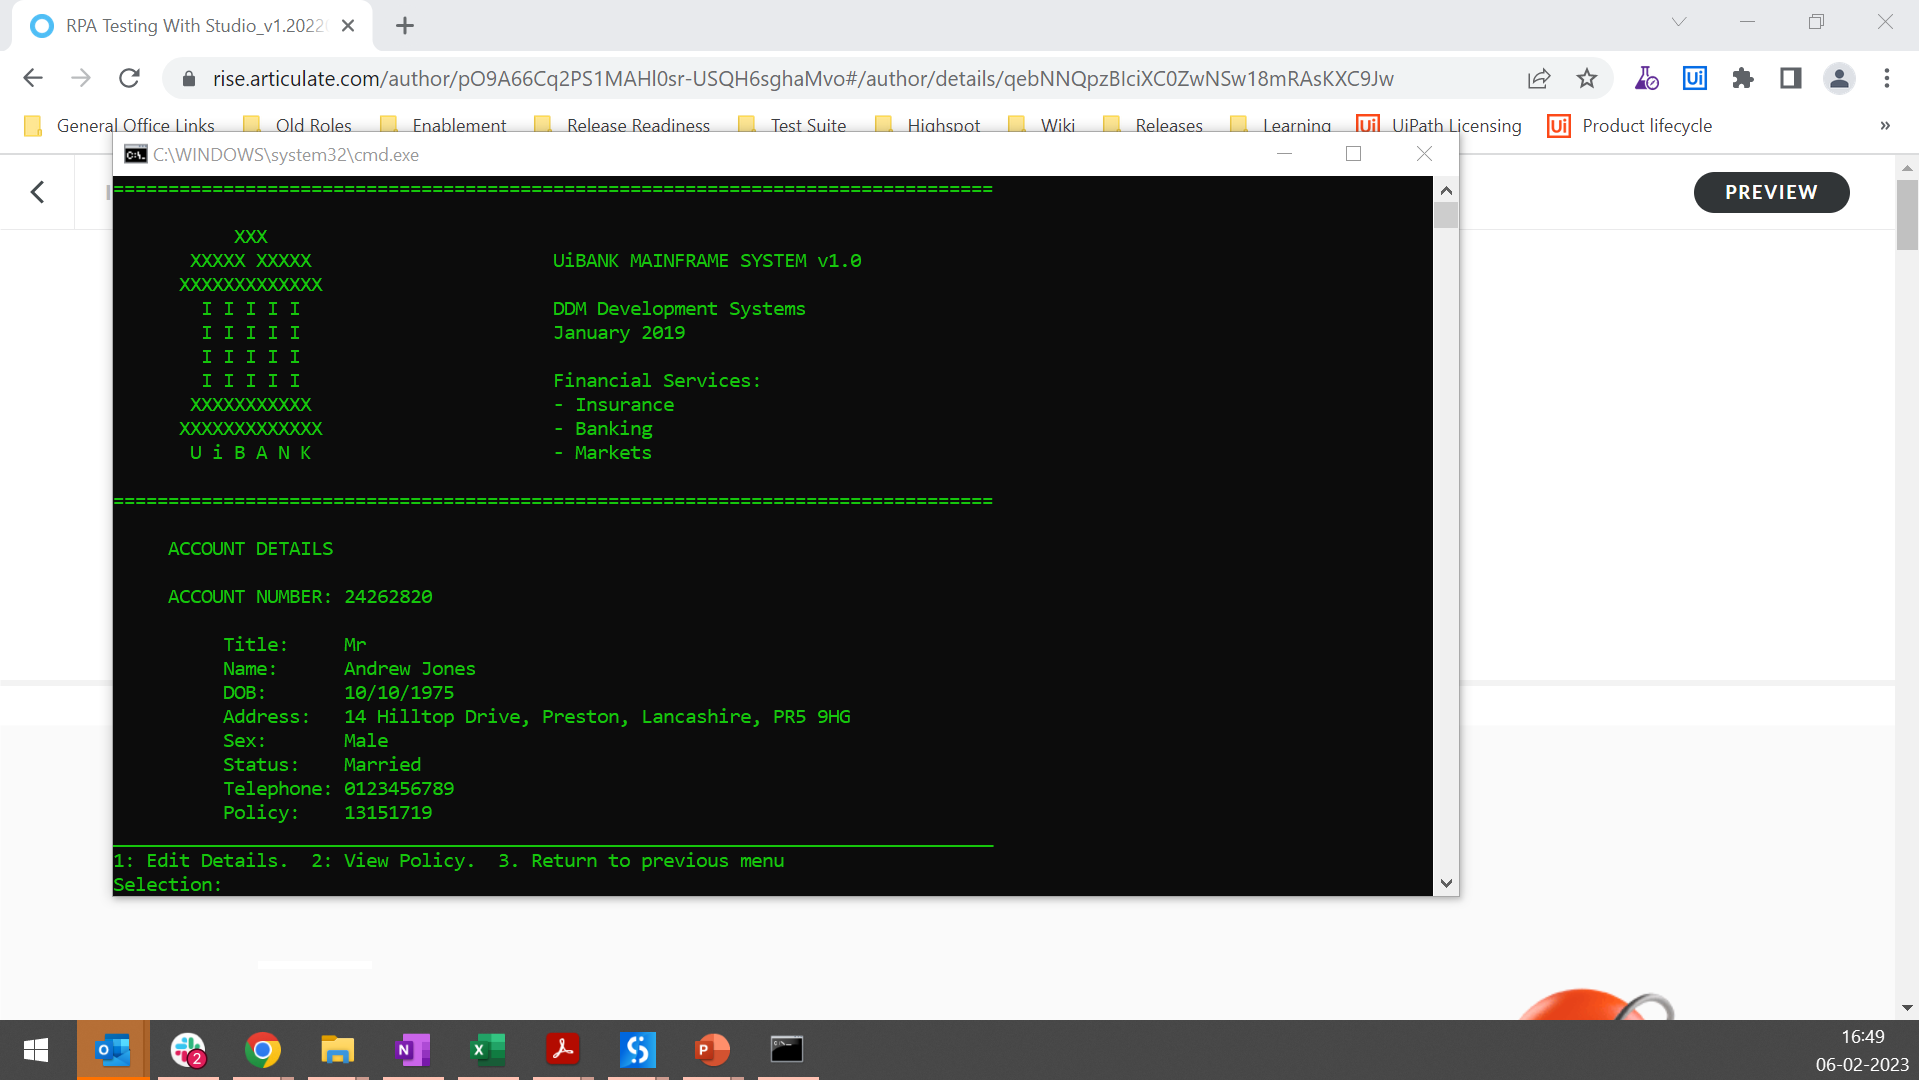 RPA Testing With Studio_v1.2022
rise.articulate.com/author/pO9A66Cq2PS1MAHl0sr-USQH6sghaMvo#/author/details/qebNNQpzBIciXC0ZwNSw18mRAsKXC9Jw
Ui
General Office Links Old Roles Enablement Release Readiness Test Suite Highspot Wiki Releases Learning Ui UiPath Licensing Ui Product lifecycle »
C:\WINDOWS\system32\cmd.exe
PREVIEW
================================================================================
XXX
XXXXX XXXXX UiBANK MAINFRAME SYSTEM v1.0
XXXXXXXXXXXXX
I I I I I DDM Development Systems
I I I I I January 2019
I I I I I
I I I I I Financial Services:
XXXXXXXXXXX - Insurance
XXXXXXXXXXXXX - Banking
U i B A N K - Markets
================================================================================
ACCOUNT DETAILS
ACCOUNT NUMBER: 24262820
Title: Mr
Name: Andrew Jones
DOB: 10/10/1975
Address: 14 Hilltop Drive, Preston, Lancashire, PR5 9HG
Sex: Male
Status: Married
Telephone: 0123456789
Policy: 13151719
________________________________________________________________________________
1: Edit Details. 2: View Policy. 3. Return to previous menu
Selection:
2
16:49
06-02-2023